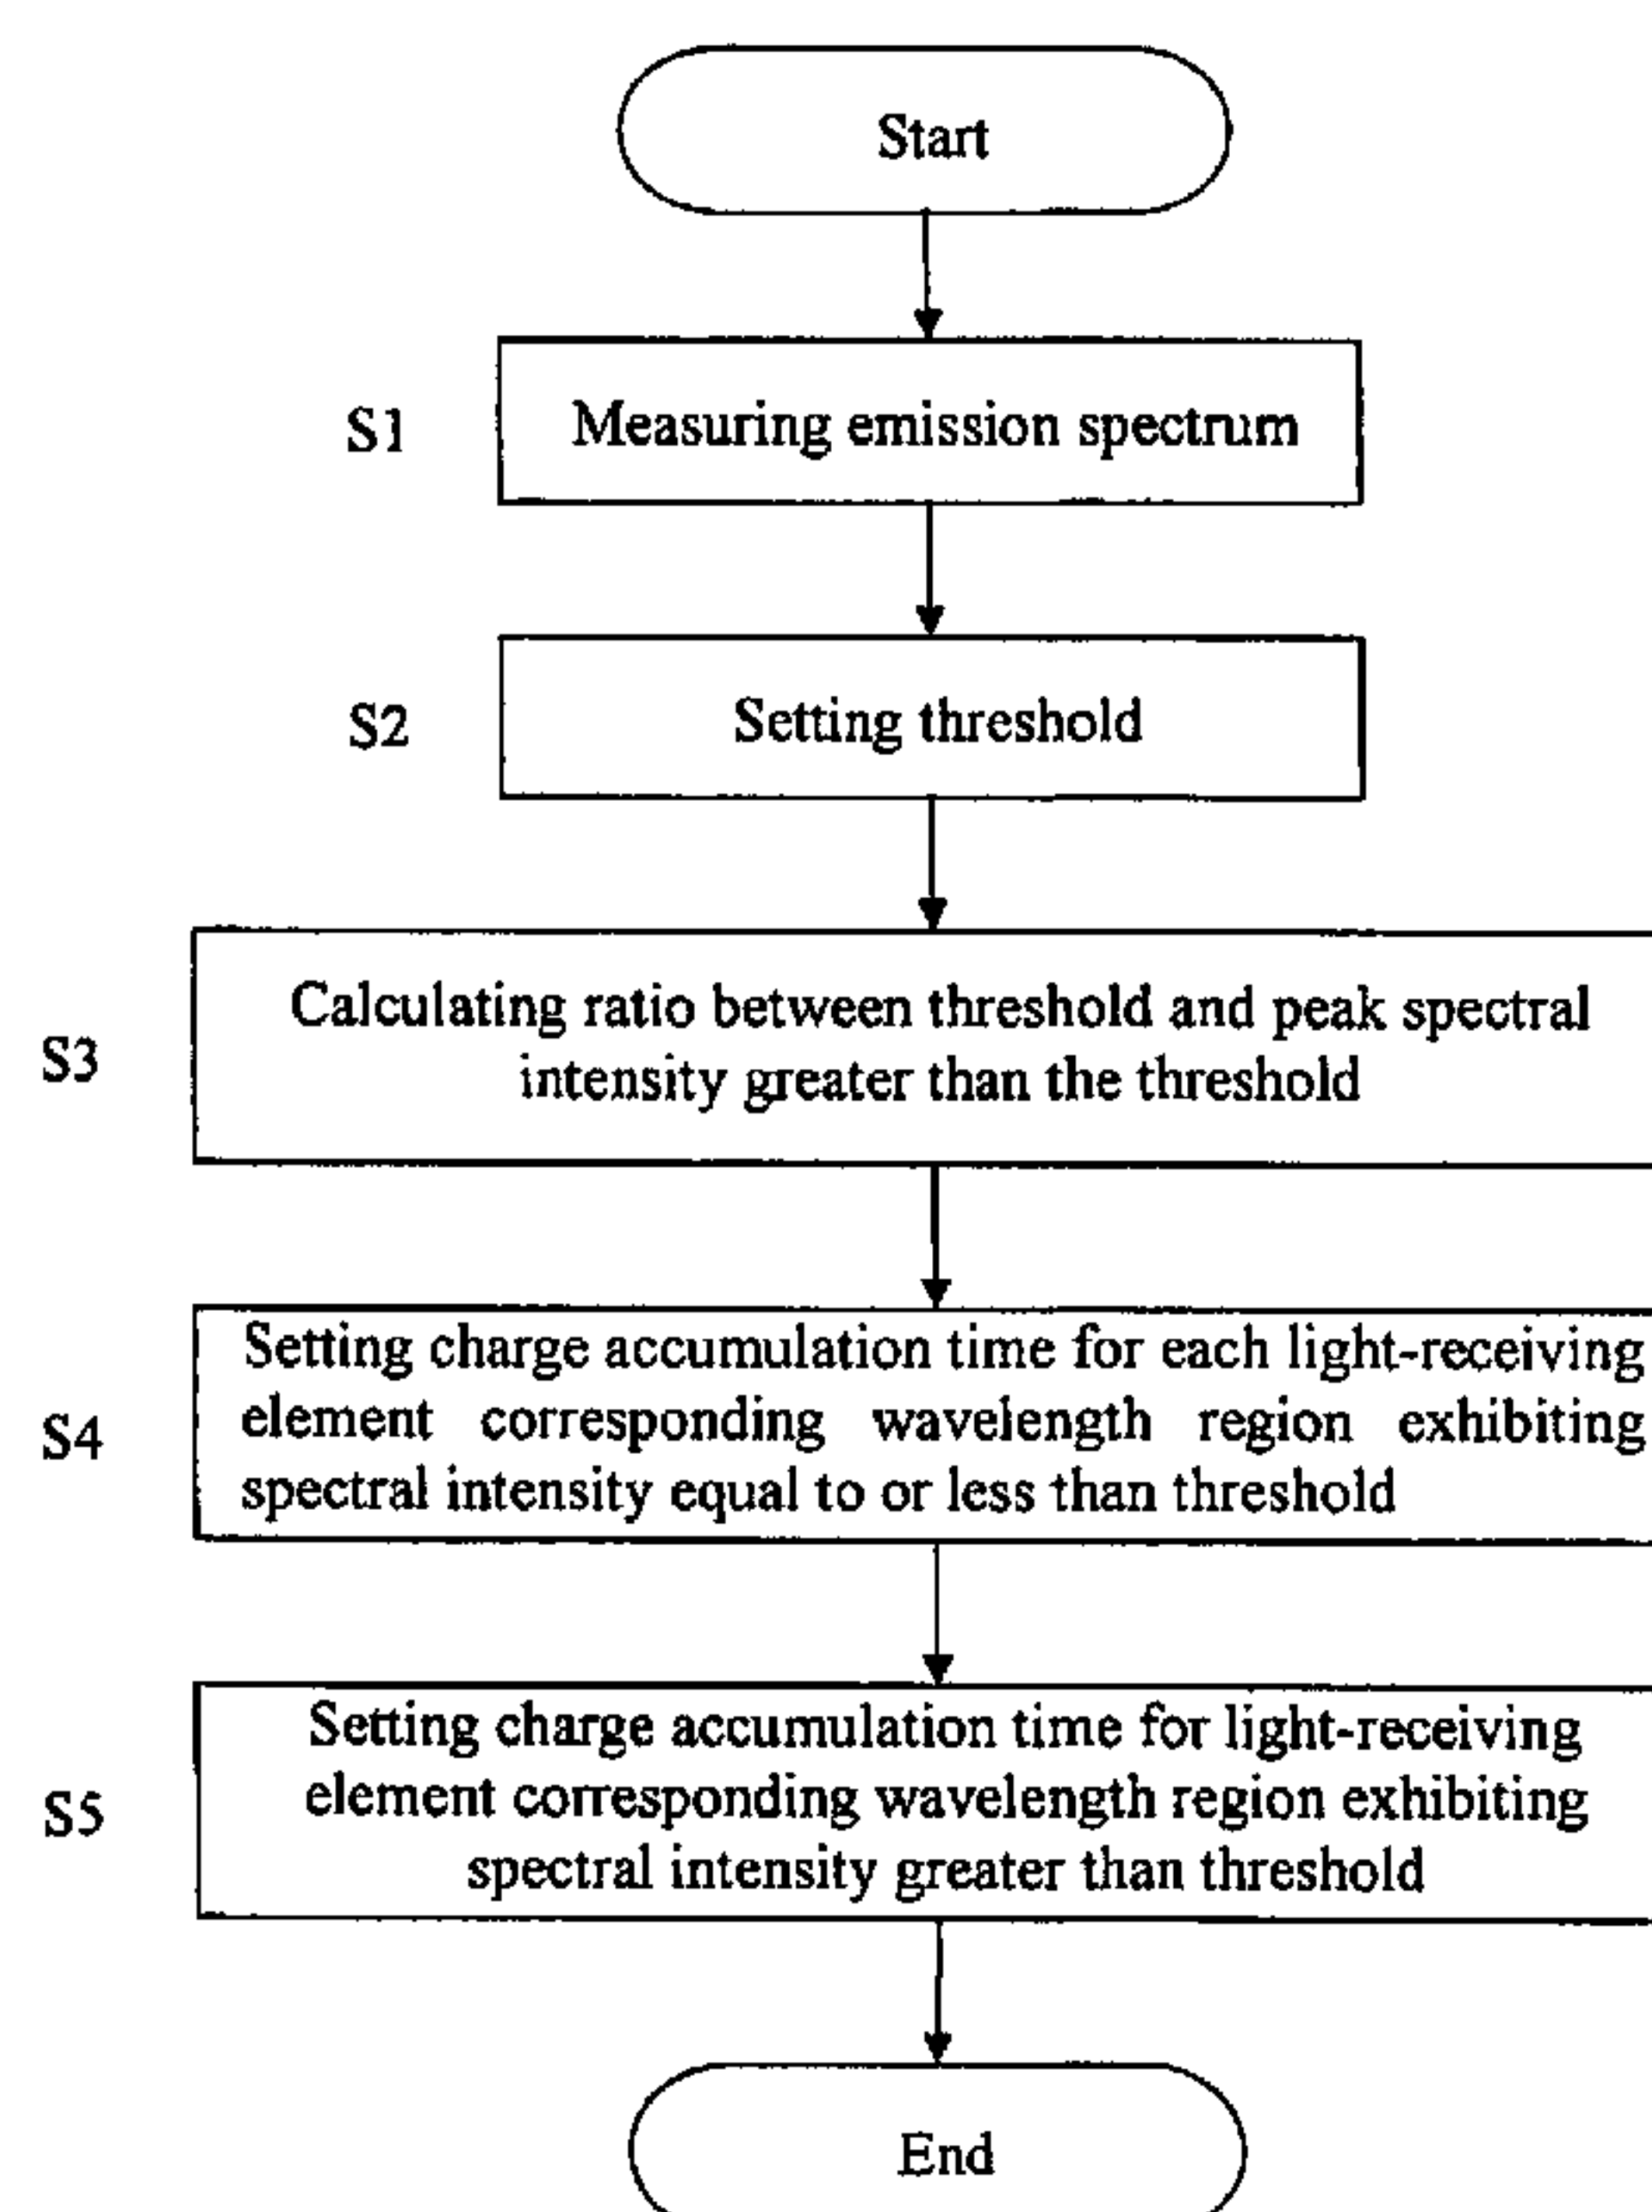 Start
S1
Measuring emission spectrum
S2
Setting threshold
S3
Calculating ratio between threshold and peak spectral
intensity greater than the threshold
S4
Setting charge accumulation time for each light-receiving
element corresponding wavelength region exhibiting
spectral intensity equal to or less than threshold
S5
Setting charge accumulation time for light-receiving
element corresponding wavelength region exhibiting
spectral intensity greater than threshold
End